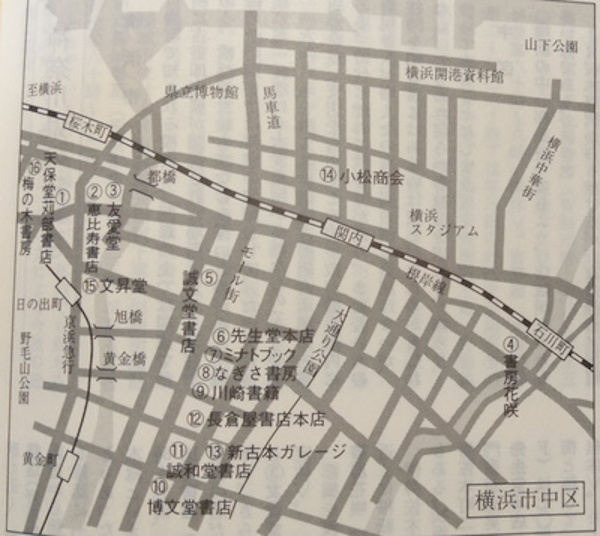 山下公園
横浜開港資料館
至横浜
県立博物館
馬車道
桜木町
横浜中華街
都橋
⑭小松商会
⑯梅の木書房
①天保堂苅部書店
②恵比寿書店
③友愛堂
横浜
スタジアム
関内
根岸線
モール街
⑤誠文堂書店
⑮文昇堂
日の出町
京浜急行
旭橋
大通り公園
石川町
⑥先生堂本店
⑦ミナトブック
⑧なぎさ書房
⑨川崎書籍
④書房花咲
黄金橋
野毛山公園
⑫長倉屋書店本店
⑪誠和堂書店
⑬新古本ガレージ
黄金町
⑩
博文堂書店
横浜市中区